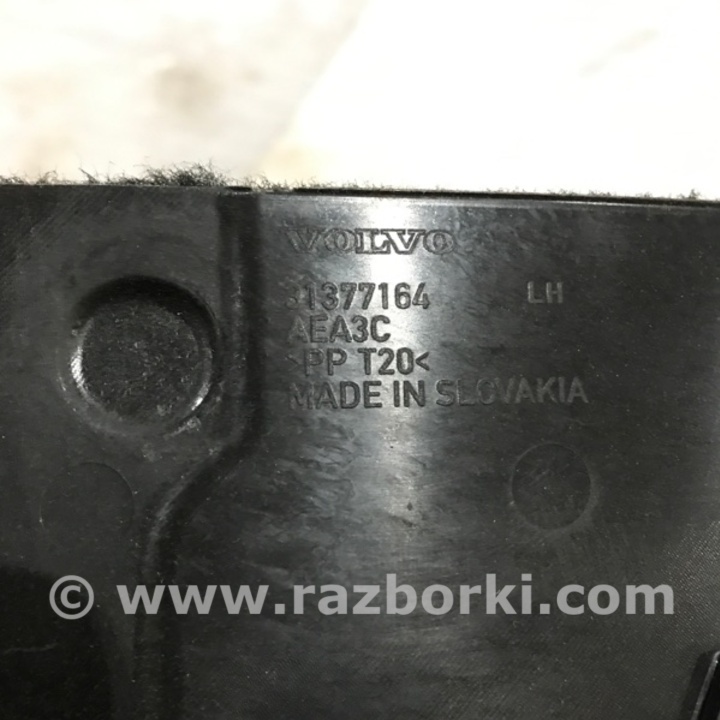 VOLVO
31377164 LH
AEA3C
>PP T20<
MADE IN SLOVAKIA
© www.razborki.com